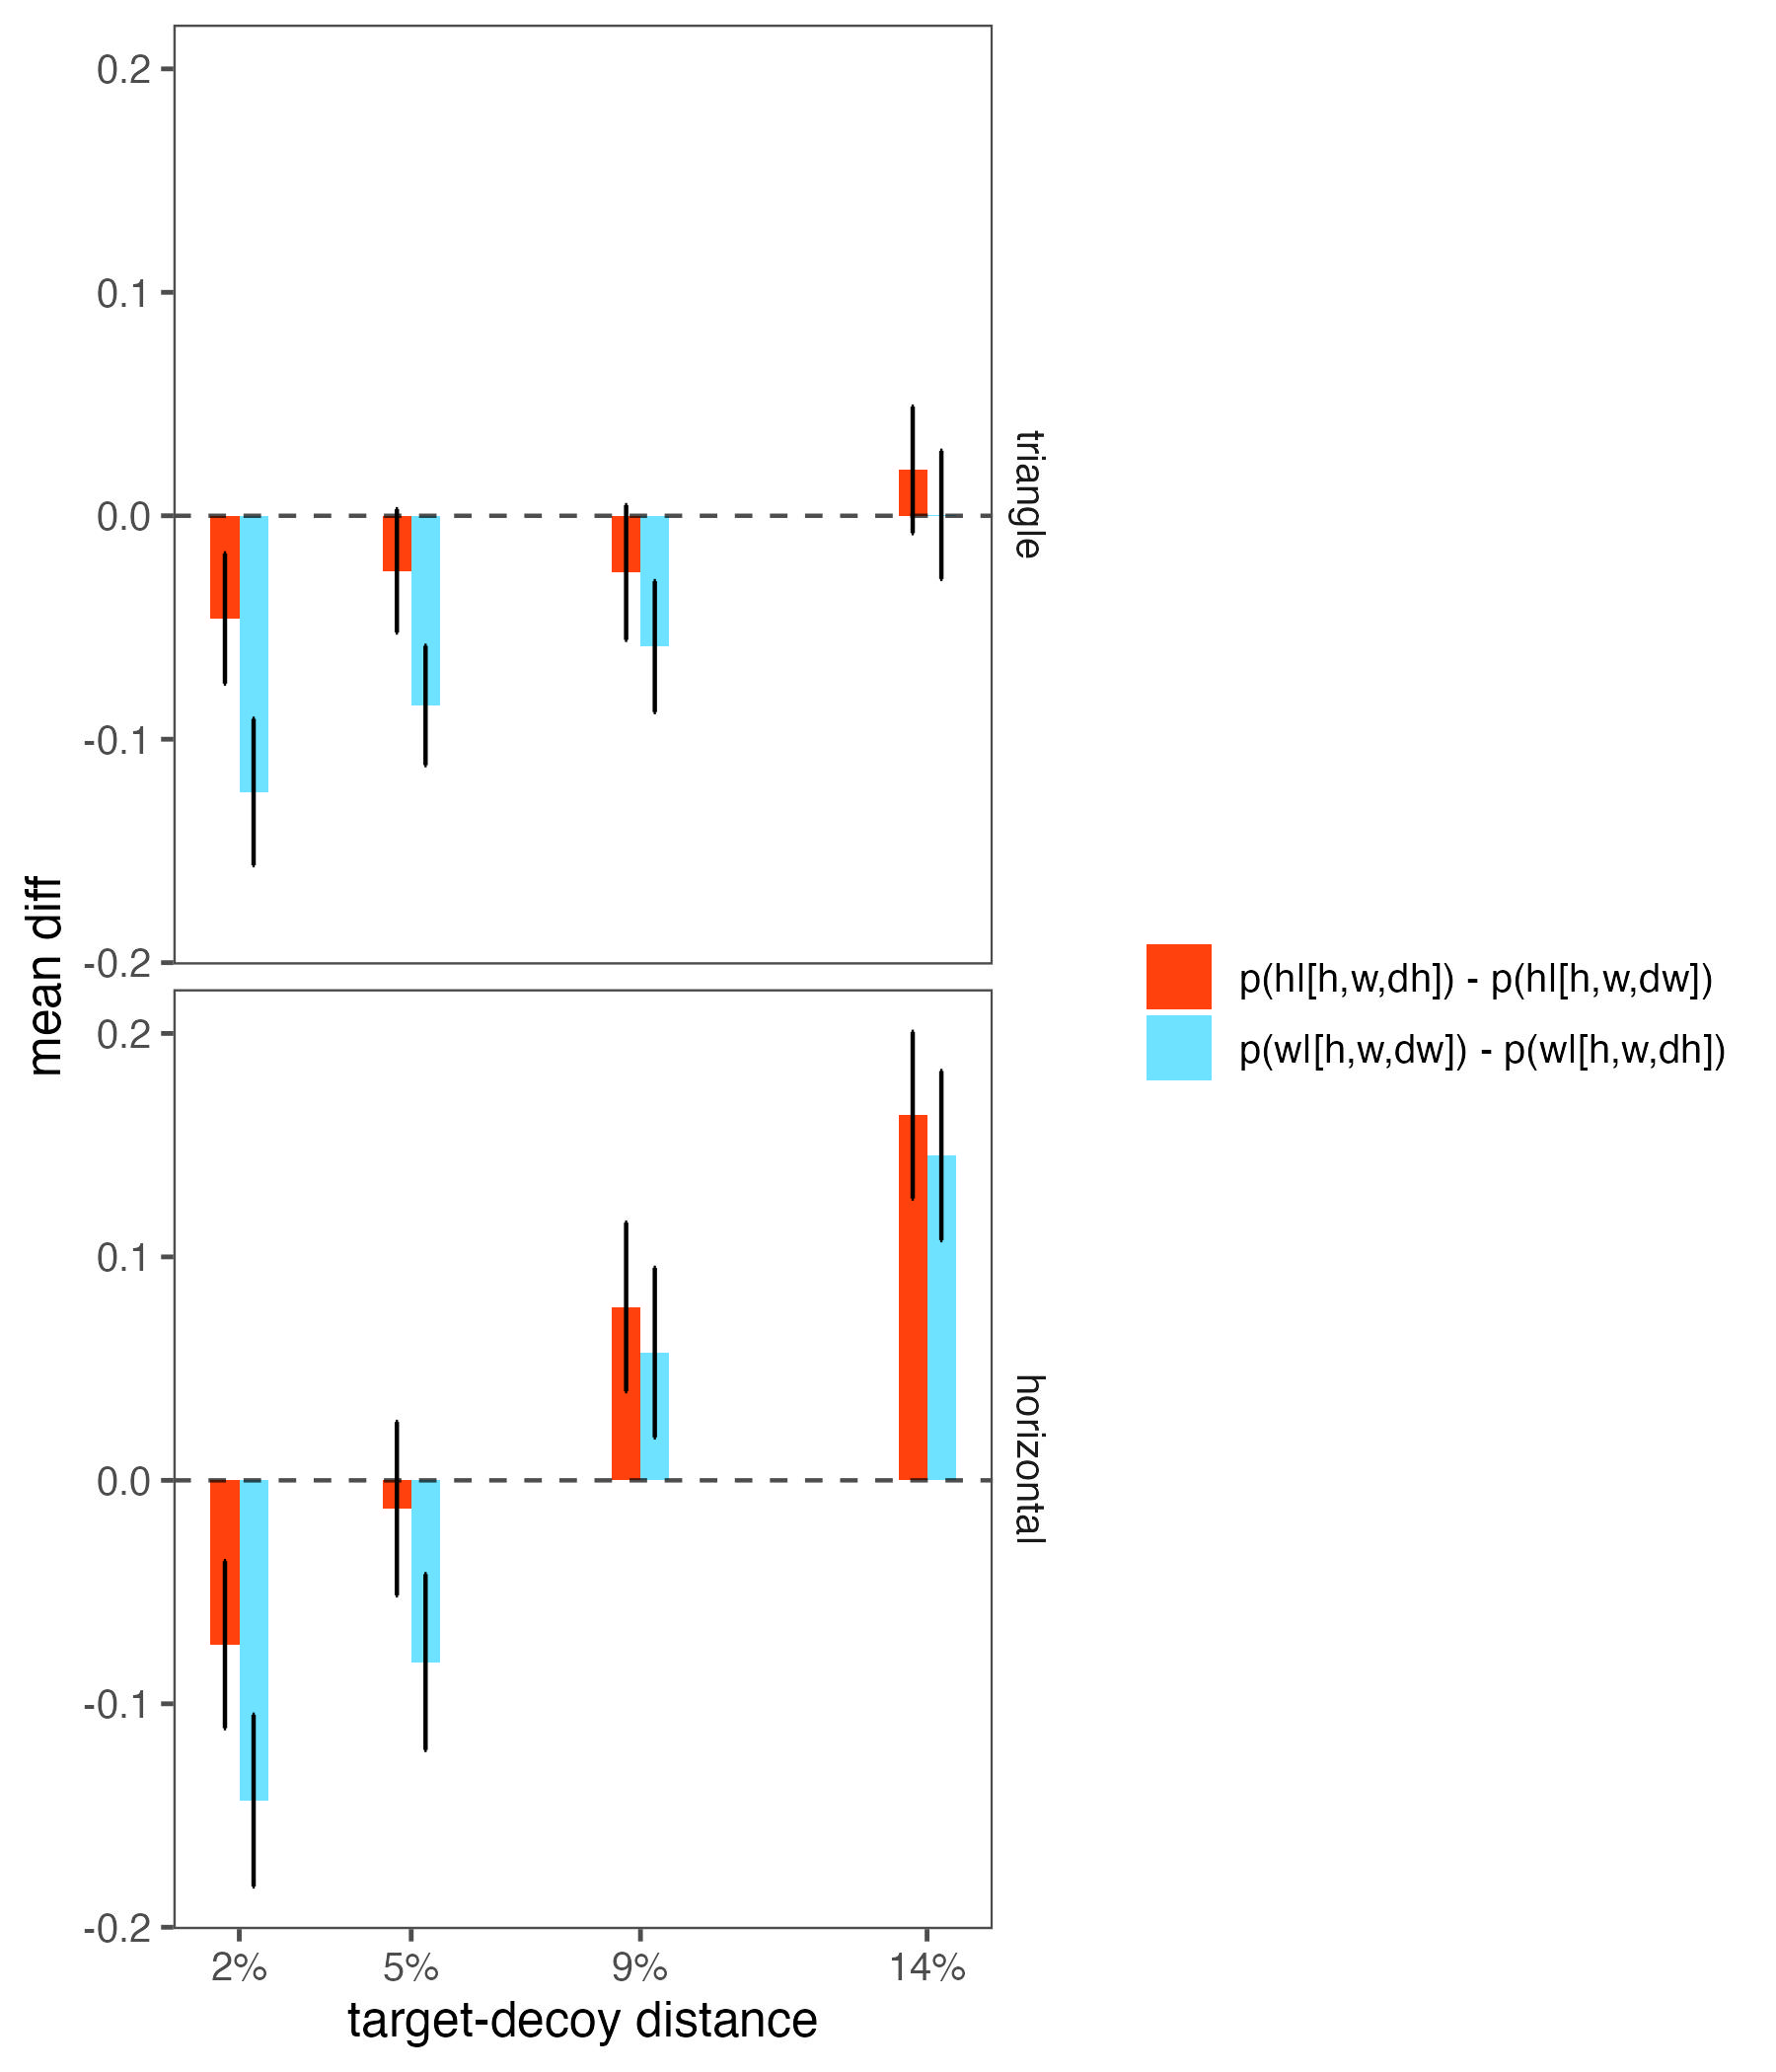 mean diff
0.2
0.1
0.0
-0.1
-0.2
triangle
0.2
0.1
0.0
-0.1
-0.2
horizontal
2% 5% 9% 14%
target-decoy distance
p(hl[h,w,dh]) - p(hl[h,w,dw])
p(wl[h,w,dw]) - p(wl[h,w,dh])